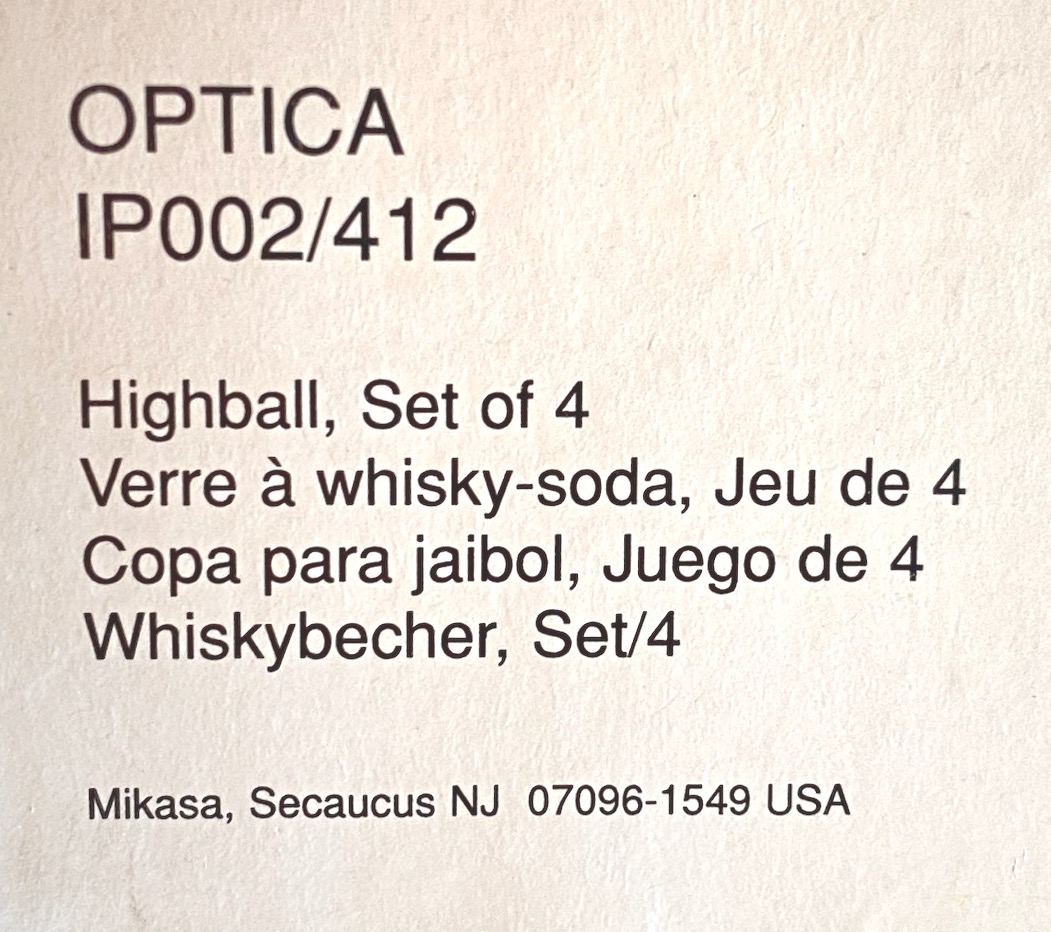 OPTICA
IP002/412
Highball, Set of 4
Verre à whisky-soda, Jeu de 4
Copa para jaibol, Juego de 4
Whiskybecher, Set/4
Mikasa, Secaucus NJ 07096-1549 USA